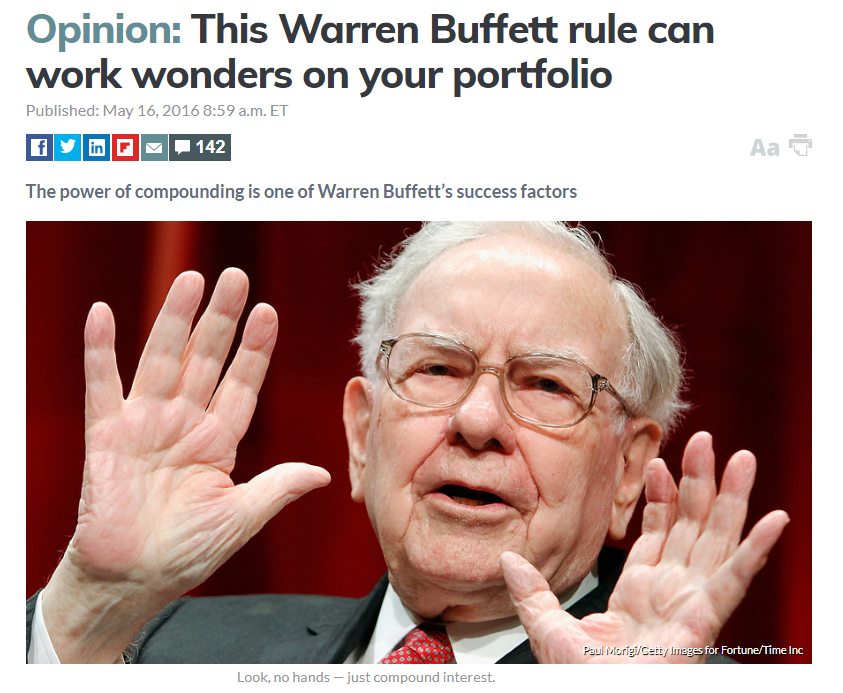 Opinion: This Warren Buffett rule can
work wonders on your portfolio
Published: May 16, 2016 8:59 a.m. ET
f in 142
Aa
The power of compounding is one of Warren Buffett's success factors
Paul Morigi/Getty Images for Fortune/Time Inc
Look, no hands — just compound interest.